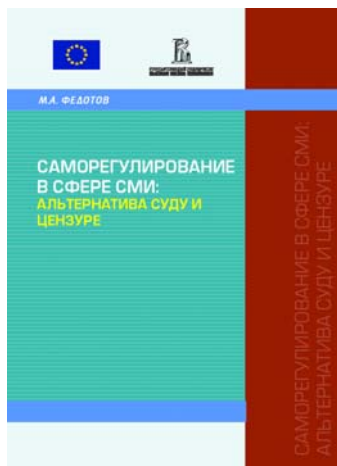 М.А. ФЕДОТОВ
САМОРЕГУЛИРОВАНИЕ
В СФЕРЕ СМИ:
АЛЬТЕРНАТИВА СУДУ И
ЦЕНЗУРЕ
САМОРЕГУЛИРОВАНИЕ В СФЕРЕ СМИ:
АЛЬТЕРНАТИВА СУДУ И ЦЕНЗУРЕ